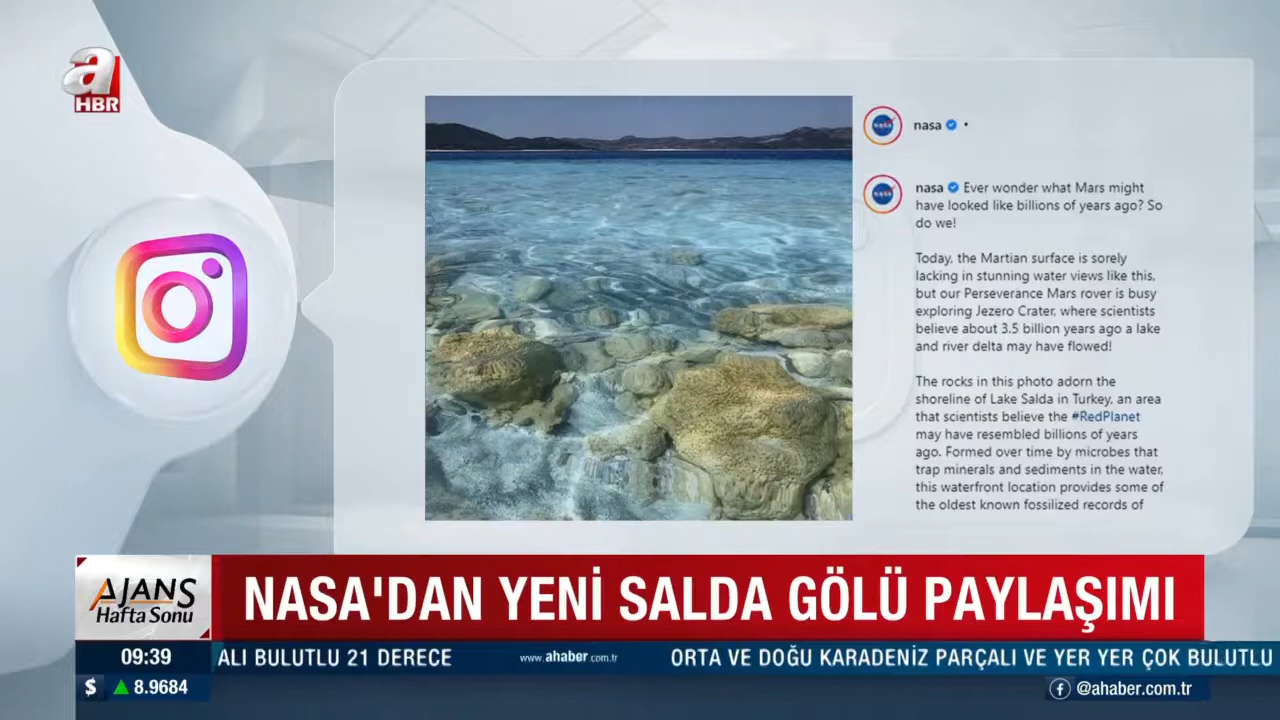 a
HBR
NASA
nasa •
NASA
nasa Ever wonder what Mars might
have looked like billions of years ago? So
do we!
Today, the Martian surface is sorely
lacking in stunning water views like this,
but our Perseverance Mars rover is busy
exploring Jezero Crater, where scientists
believe about 3.5 billion years ago a lake
and river delta may have flowed!
The rocks in this photo adorn the
shoreline of Lake Salda in Turkey, an area
that scientists believe the #RedPlanet
may have resembled billions of years
ago. Formed over time by microbes that
trap minerals and sediments in the water,
this waterfront location provides some of
the oldest known fossilized records of
AJANS
Hafta Sonu
NASA'DAN YENİ SALDA GÖLÜ PAYLAŞIMI
09:39
ALI BULUTLU 21 DERECE
www.ahaber.com.tr
ORTA VE DOĞU KARADENİZ PARÇALI VE YER YER ÇOK BULUTLU
$ ▲ 8.9684
@ahaber.com.tr